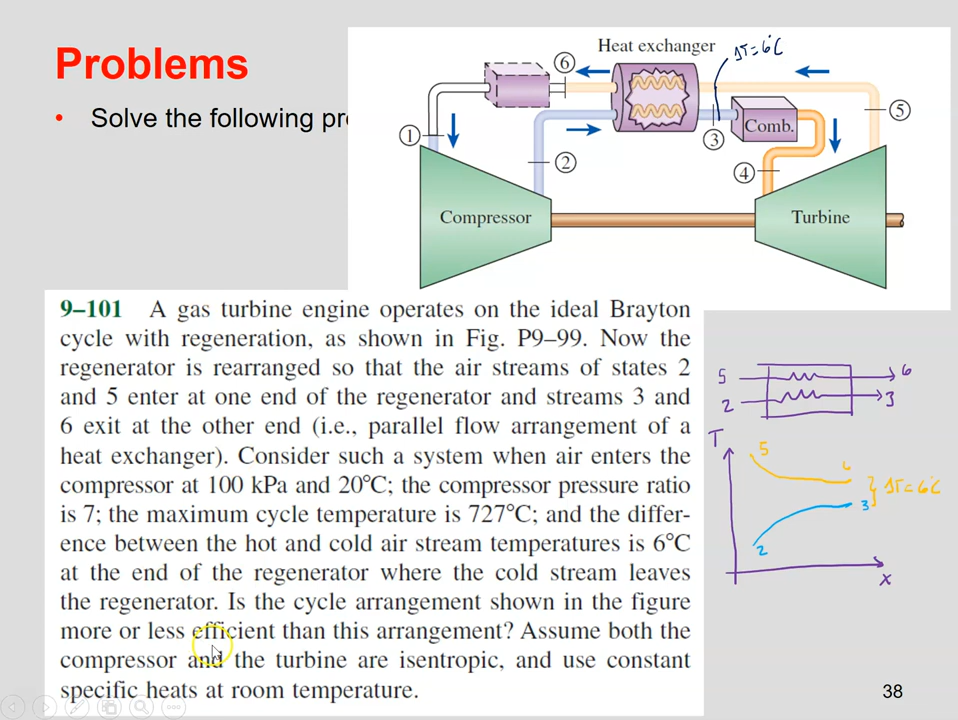 Problems
• Solve the following pr
Heat exchanger
ΔT=6°C
6
5
1
2
3
Comb.
4
Compressor
Turbine
9–101 A gas turbine engine operates on the ideal Brayton
cycle with regeneration, as shown in Fig. P9–99. Now the
regenerator is rearranged so that the air streams of states 2
and 5 enter at one end of the regenerator and streams 3 and
6 exit at the other end (i.e., parallel flow arrangement of a
heat exchanger). Consider such a system when air enters the
compressor at 100 kPa and 20°C; the compressor pressure ratio
is 7; the maximum cycle temperature is 727°C; and the differ-
ence between the hot and cold air stream temperatures is 6°C
at the end of the regenerator where the cold stream leaves
the regenerator. Is the cycle arrangement shown in the figure
more or less efficient than this arrangement? Assume both the
compressor and the turbine are isentropic, and use constant
specific heats at room temperature.
5
6
2
3
T
5
6
3
ΔT=6°C
2
x
38